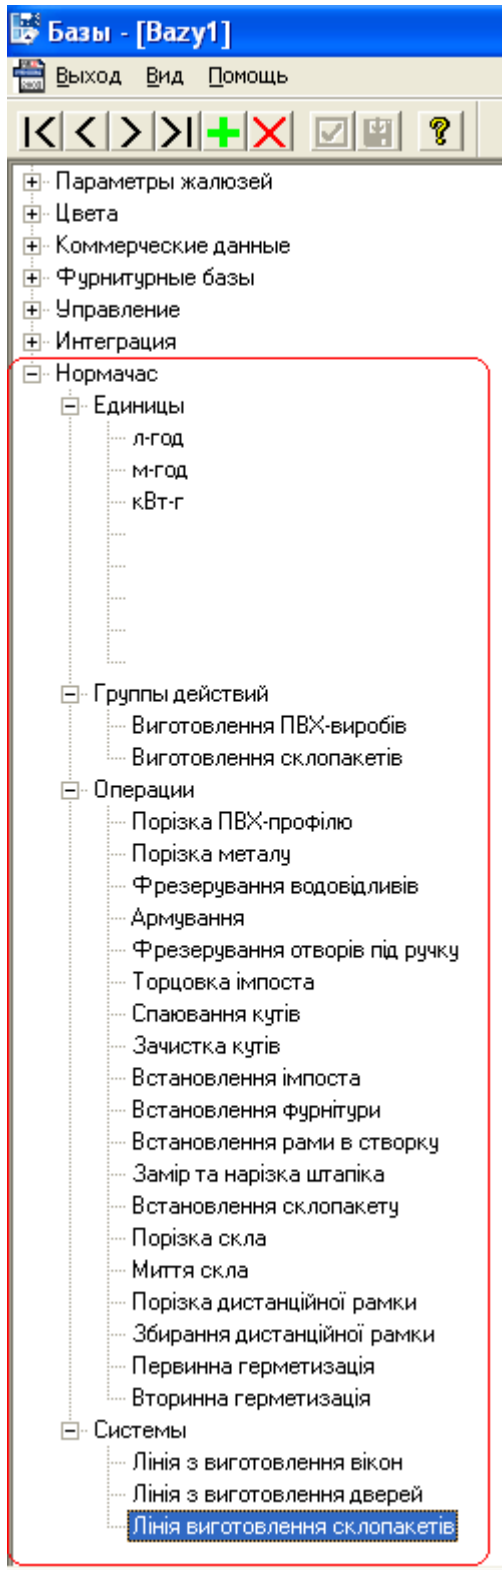 Базы - [Bazy1]
Выход Вид Помощь
Параметры жалюзей
Цвета
Коммерческие данные
Фурнитурные базы
Управление
Интеграция
Нормачас
Единицы
л-год
м-год
кВт-г
Группы действий
Виготовлення ПВХ-виробів
Виготовлення склопакетів
Операции
Порізка ПВХ-профілю
Порізка металу
Фрезерування водовідливів
Армування
Фрезерування отворів під ручку
Торцовка імпоста
Спаювання кутів
Зачистка кутів
Встановлення імпоста
Встановлення фурнітури
Встановлення рами в створку
Замір та нарізка штапіка
Встановлення склопакету
Порізка скла
Миття скла
Порізка дистанційної рамки
Збирання дистанційної рамки
Первинна герметизація
Вторинна герметизація
Системы
Лінія з виготовлення вікон
Лінія з виготовлення дверей
Лінія виготовлення склопакетів